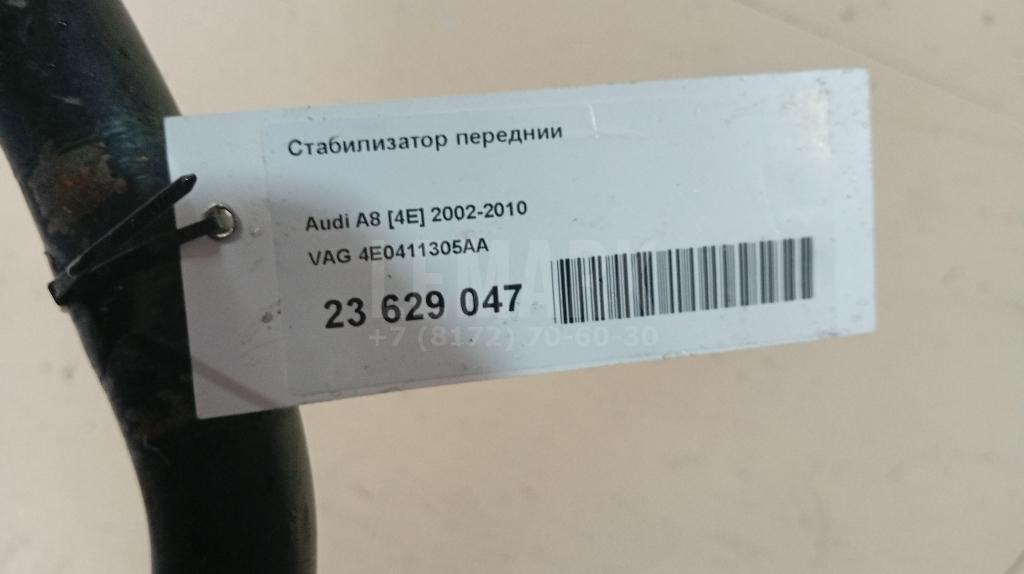 Стабилизатор переднии
Audi A8 [4E] 2002-2010
VAG 4E0411305AA
23 629 047
+7 (8172) 70-60-30